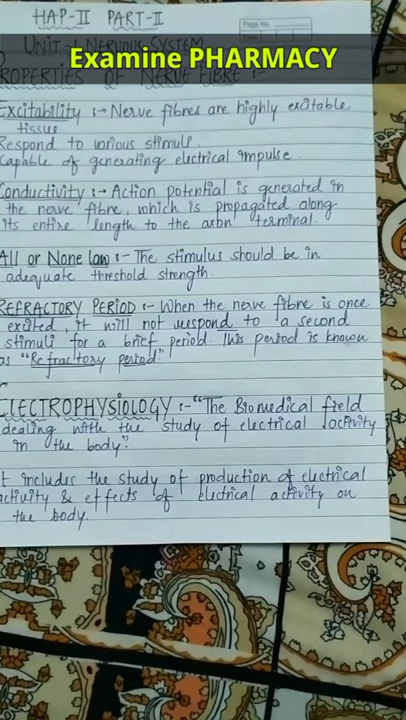 HAP-II PART-II
Page No.
Unit - Nervous System
Examine PHARMACY
ROPERTIES OF NERVE FIBRE :-
Excitability :→ Nerve fibres are highly excitable
tissue
Respond to various stimuli.
Capable of generating electrical impulse.
Conductivity :→ Action potential is generated in
the nerve fibre, which is propagated along
its entire length to the axon terminal.
All or None law :- The stimulus should be in
adequate threshold strength.
REFRACTORY PERIOD :- When the nerve fibre is once
excited, it will not respond to a second
stimuli for a brief period. This period is known
as "Refractory period"
ELECTROPHYSIOLOGY :- "The Biomedical field
dealing with the study of electrical activity
in the body".
It includes the study of production of electrical
activity & effects of electrical activity on
the body.